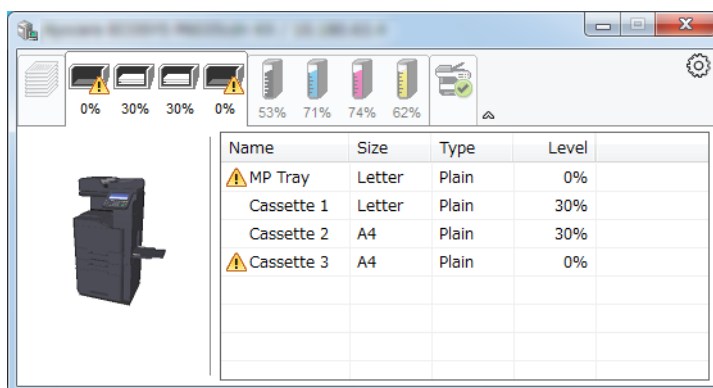 0% 30% 30% 0% 53% 71% 74% 62%
Name Size Type Level
MP Tray Letter Plain 0%
Cassette 1 Letter Plain 30%
Cassette 2 A4 Plain 30%
Cassette 3 A4 Plain 0%